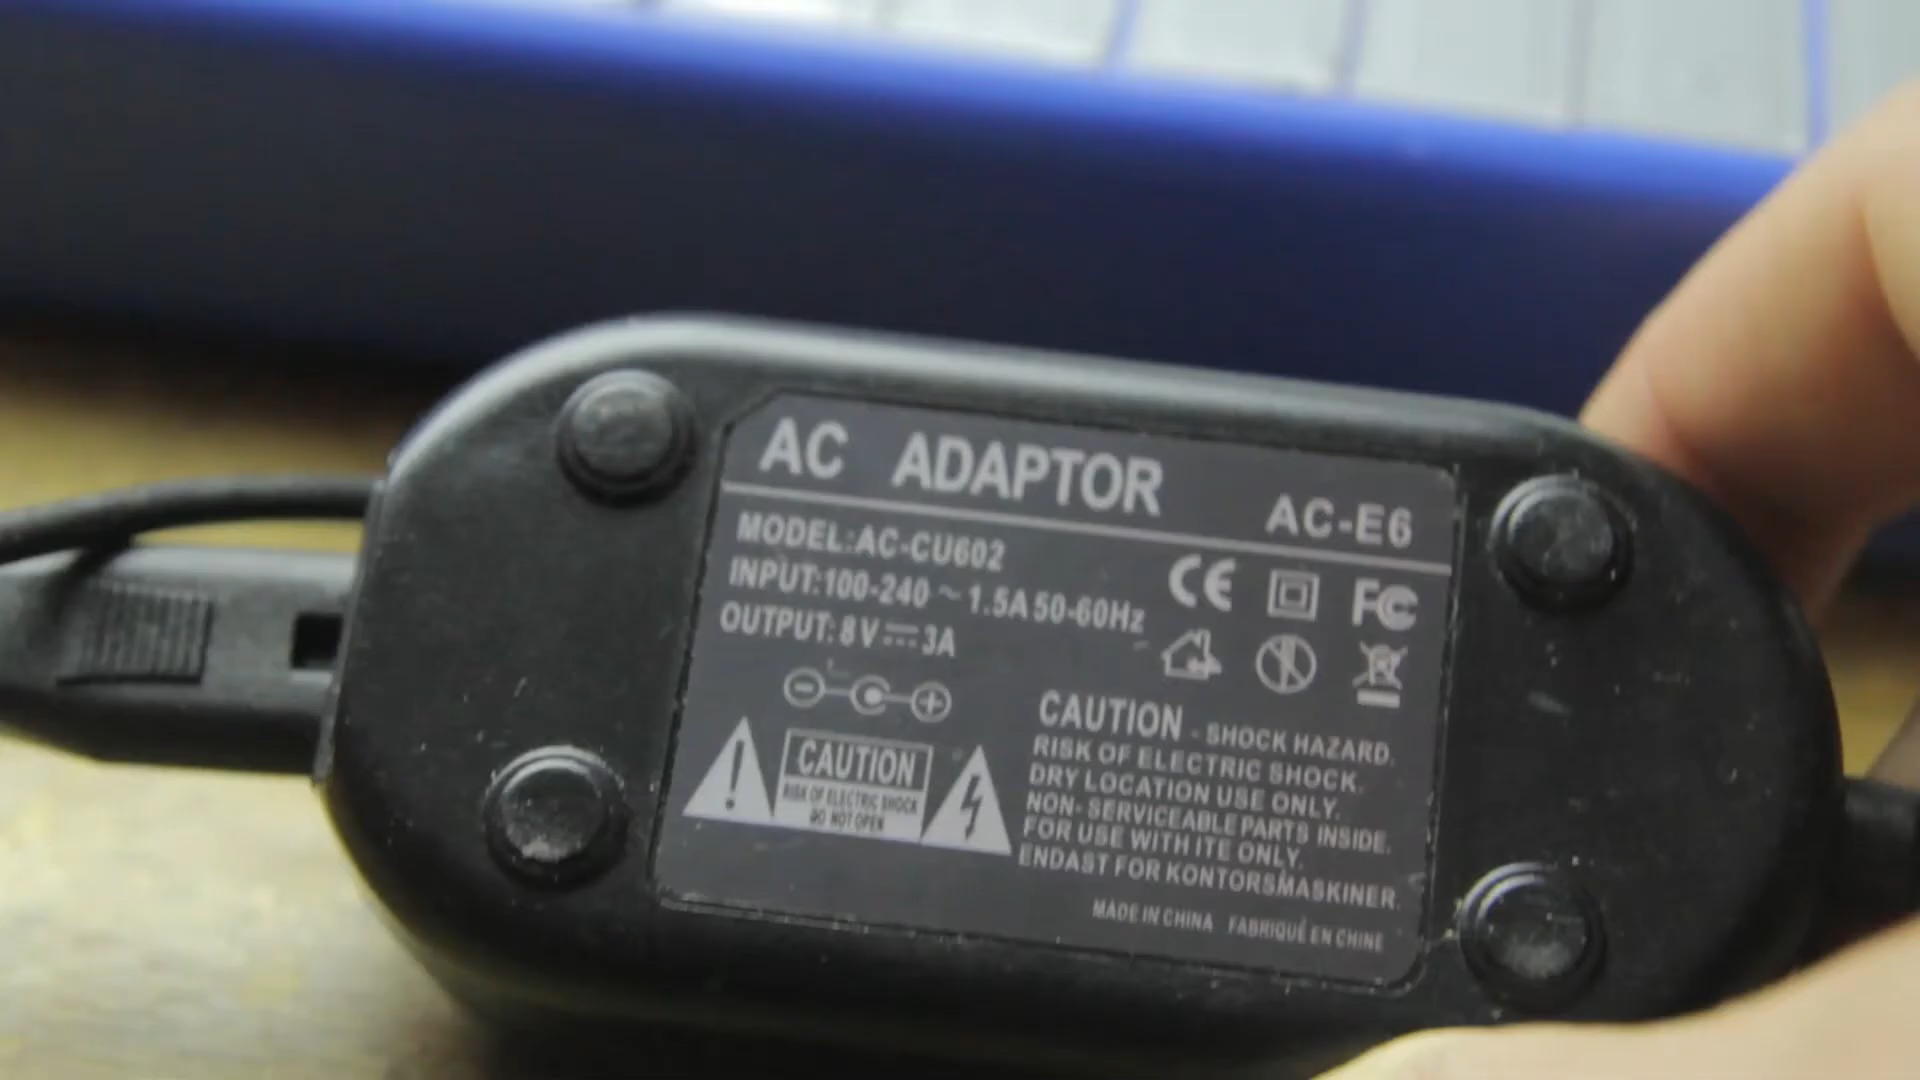 AC ADAPTOR AC-E6
MODEL:AC-CU602
INPUT:100-240 ~ 1.5A 50-60Hz
OUTPUT: 8V⎓3A
CE FC
CAUTION
RISK OF ELECTRIC SHOCK
DO NOT OPEN
CAUTION - SHOCK HAZARD.
RISK OF ELECTRIC SHOCK.
DRY LOCATION USE ONLY.
NON- SERVICEABLE PARTS INSIDE.
FOR USE WITH ITE ONLY.
ENDAST FOR KONTORSMASKINER.
MADE IN CHINA FABRIQUÉ EN CHINE